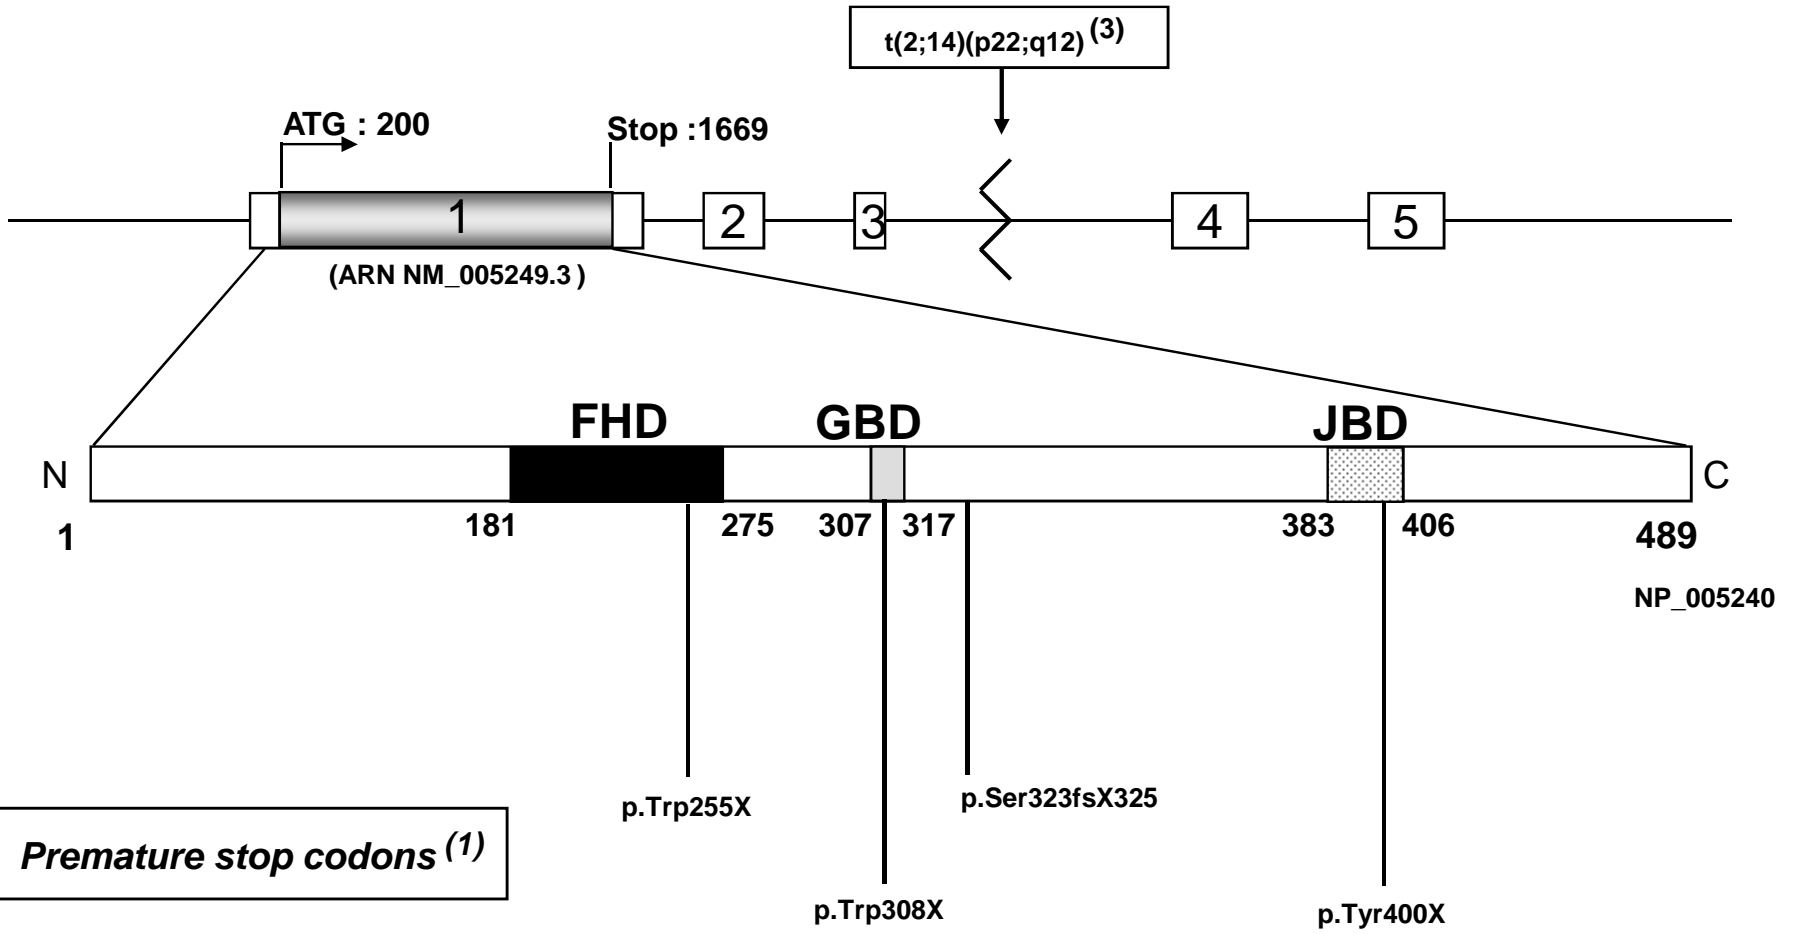 t(2;14)(p22;q12) (3)
ATG : 200
Stop :1669
1
2
3
4
5
(ARN NM_005249.3 )
FHD
GBD
JBD
N
C
1
181
275
307
317
383
406
489
NP_005240
p.Trp255X
p.Ser323fsX325
Premature stop codons (1)
p.Trp308X
p.Tyr400X